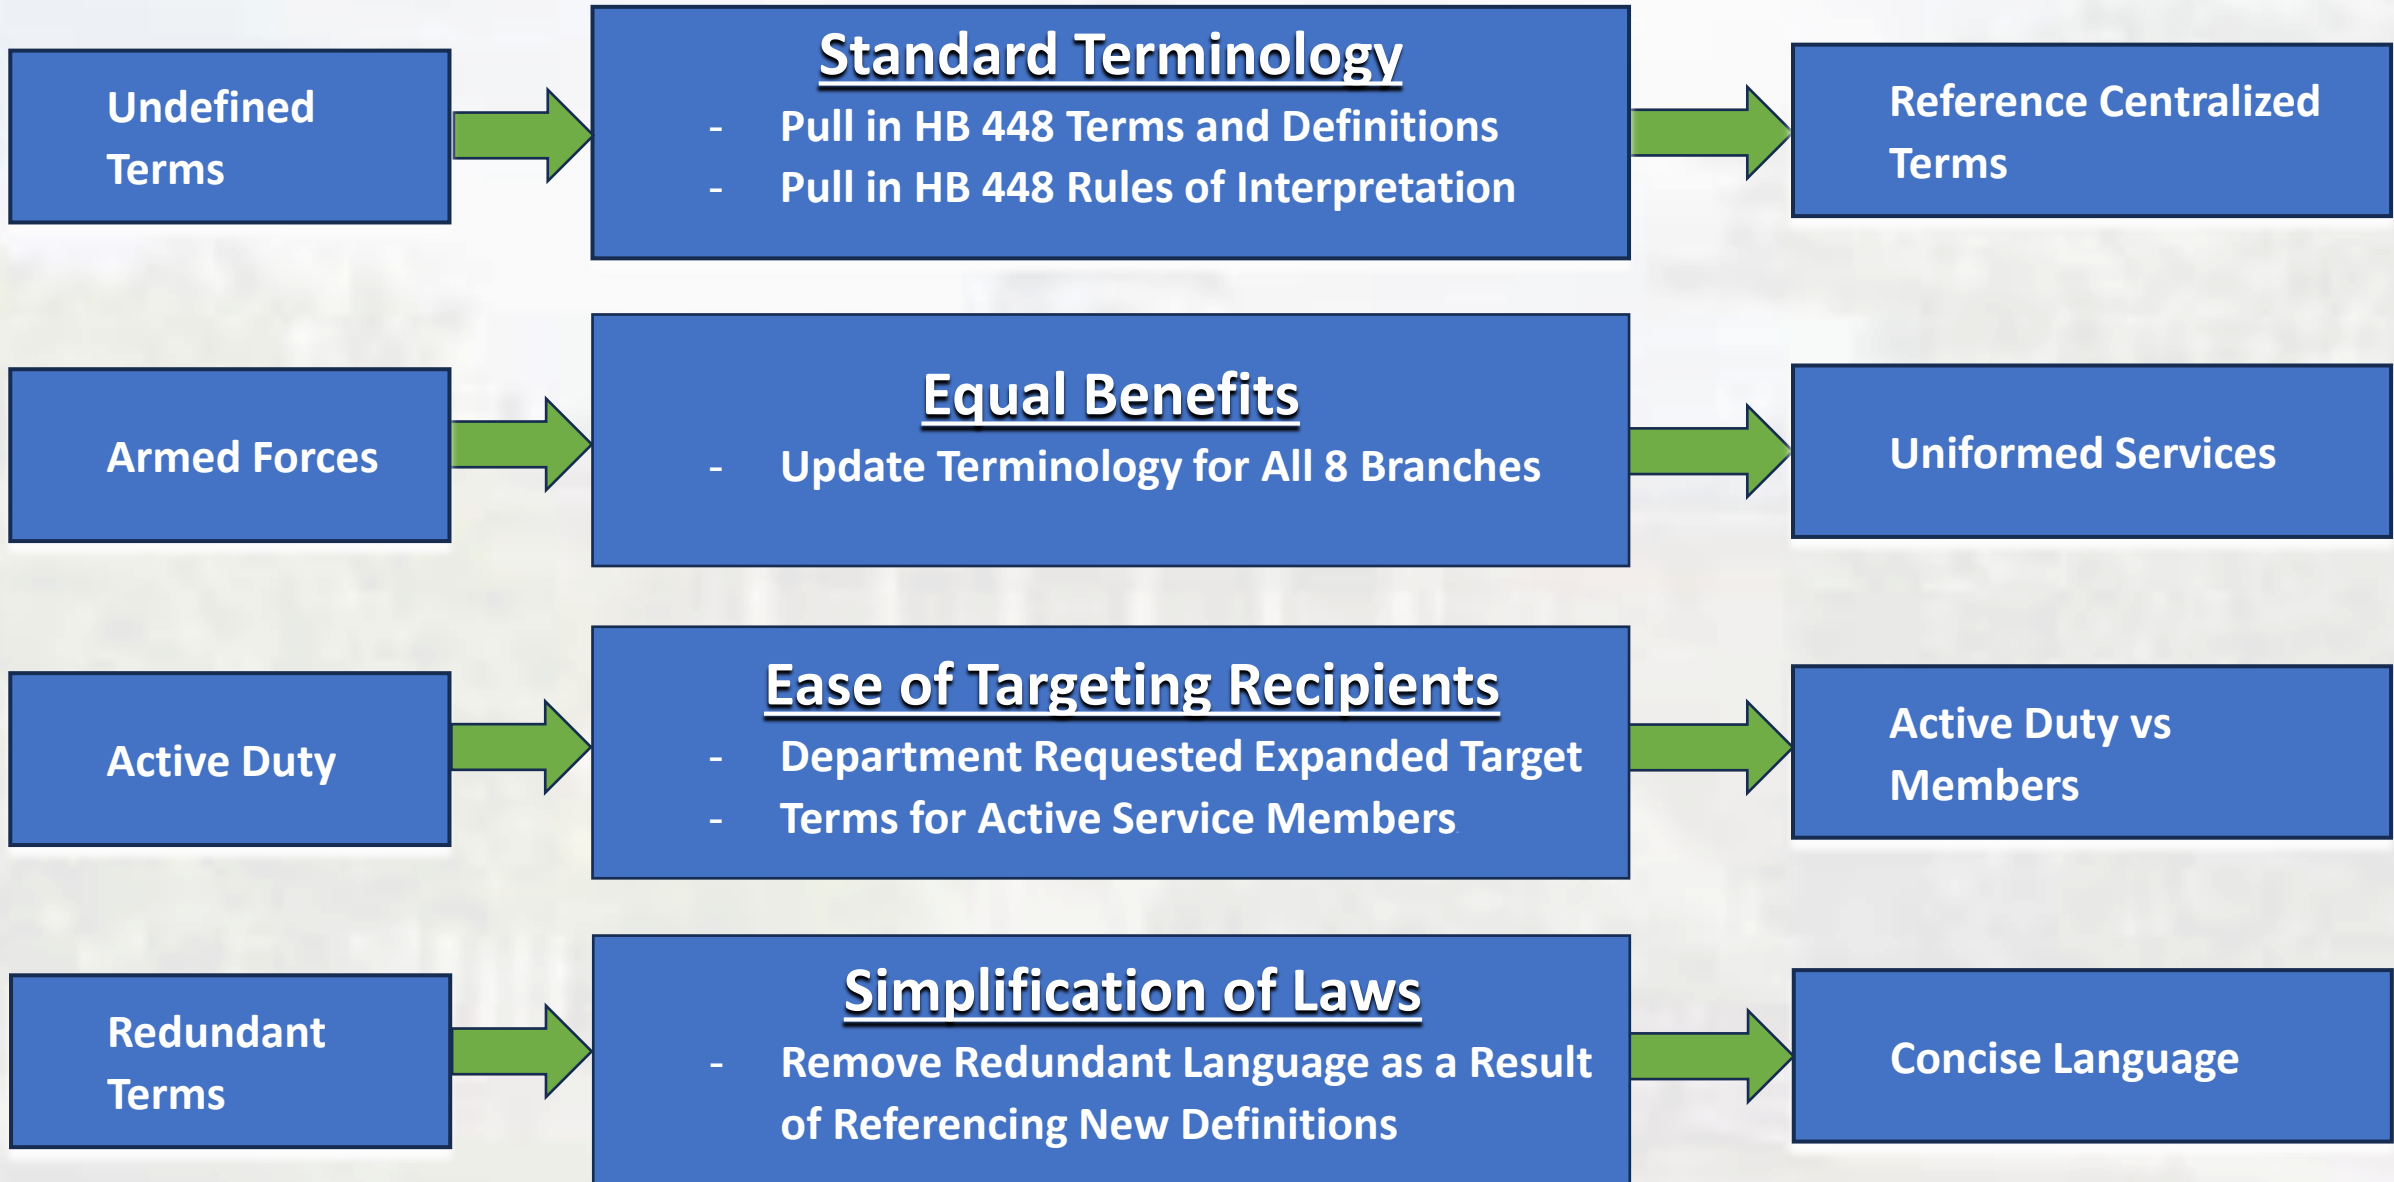 Undefined
Terms
Standard Terminology
- Pull in HB 448 Terms and Definitions
- Pull in HB 448 Rules of Interpretation
Reference Centralized
Terms
Armed Forces
Equal Benefits
- Update Terminology for All 8 Branches
Uniformed Services
Active Duty
Ease of Targeting Recipients
- Department Requested Expanded Target
- Terms for Active Service Members
Active Duty vs
Members
Redundant
Terms
Simplification of Laws
- Remove Redundant Language as a Result
of Referencing New Definitions
Concise Language